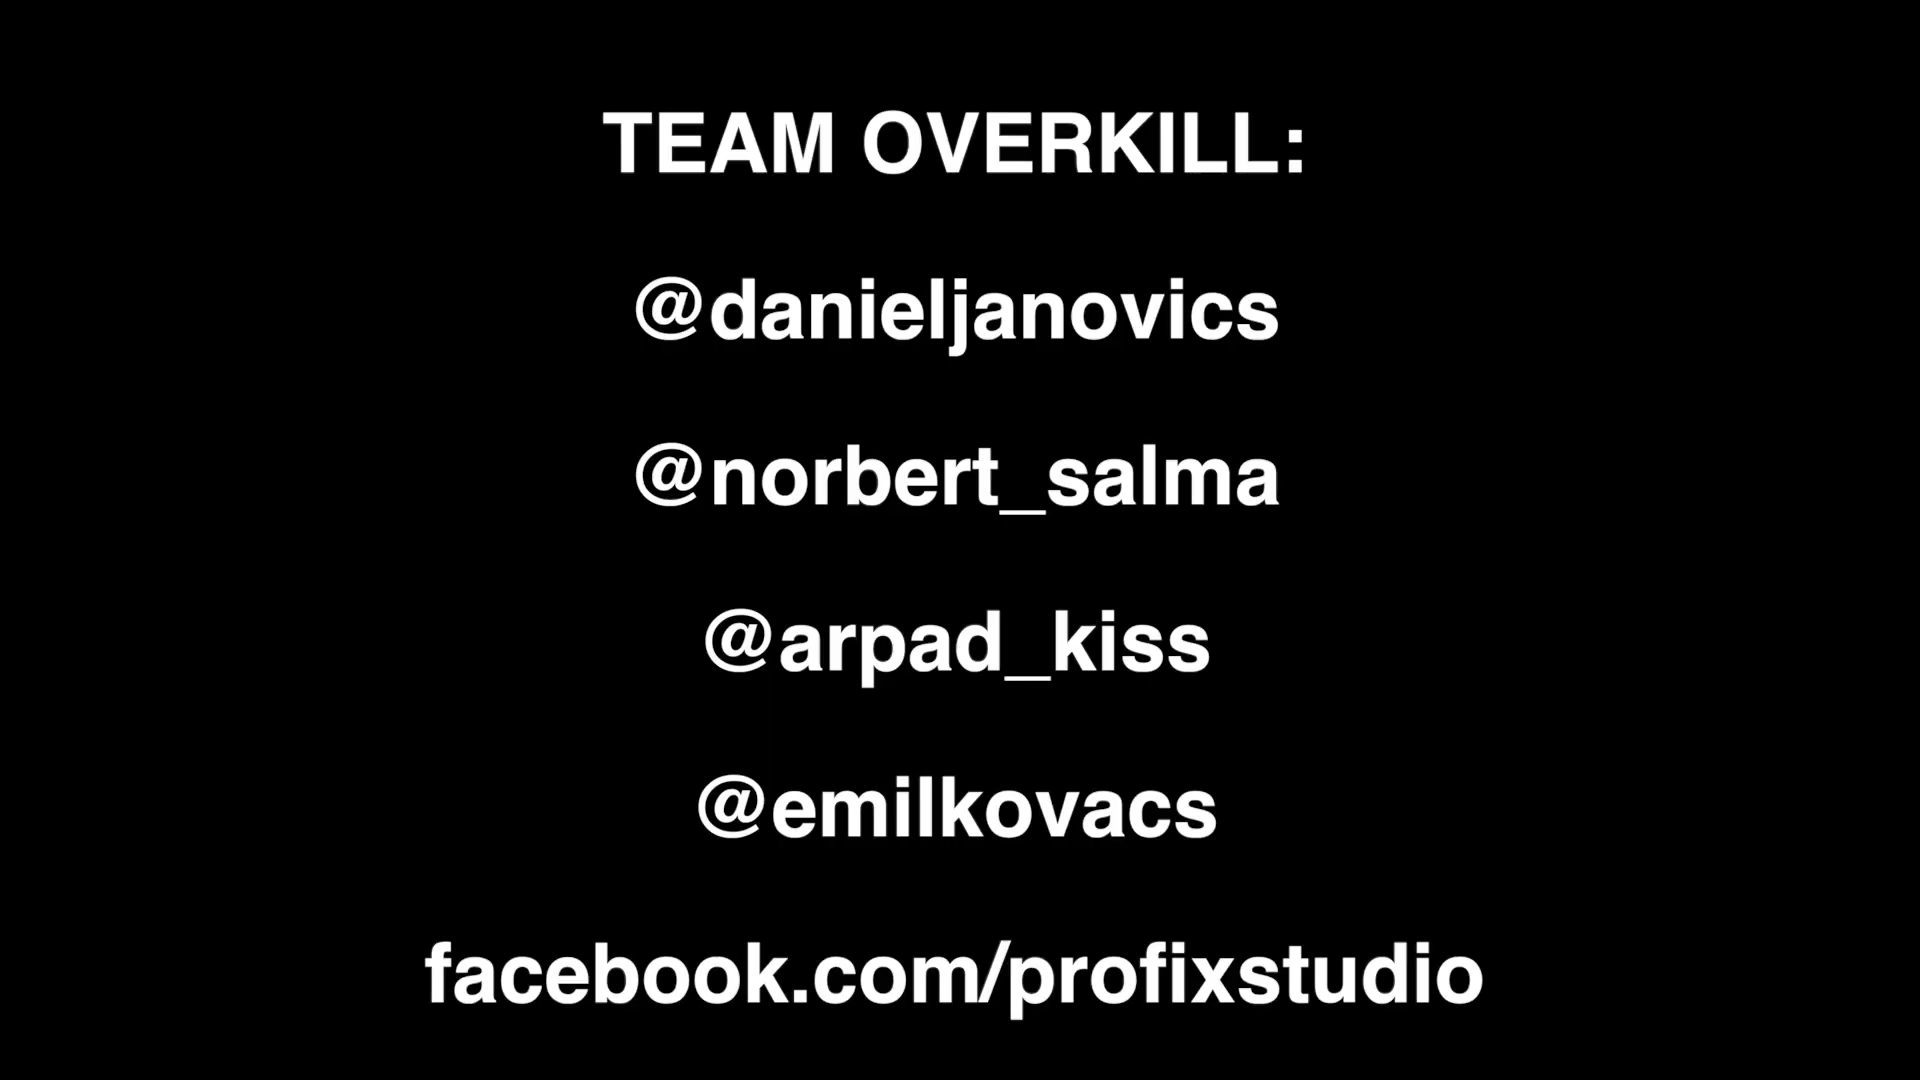 TEAM OVERKILL:
@danieljanovics
@norbert_salma
@arpad_kiss
@emilkovacs
facebook.com/profixstudio